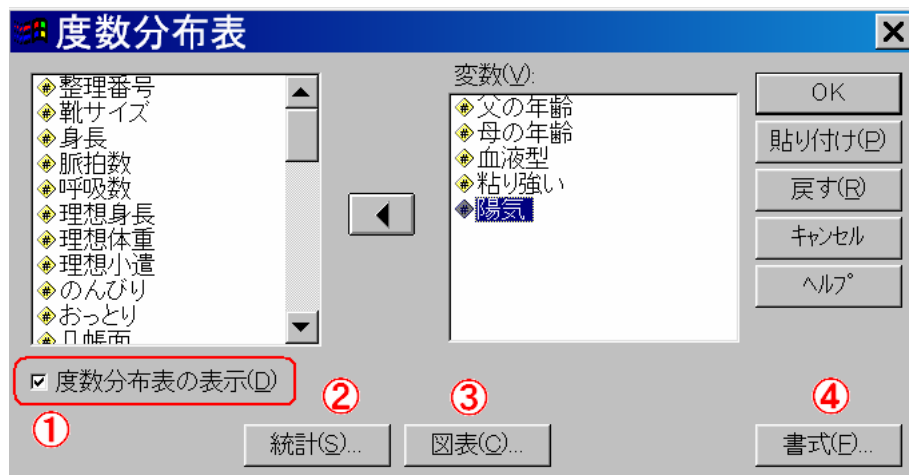 度数分布表
整理番号
靴サイズ
身長
脈拍数
呼吸数
理想身長
理想体重
理想小遣
のんびり
おっとり
几帳面
変数(V):
父の年齢
母の年齢
血液型
粘り強い
陽気
OK
貼り付け(P)
戻す(R)
キャンセル
ヘルプ
度数分布表の表示(D)
①
②
③
④
統計(S)...
図表(C)...
書式(F)...